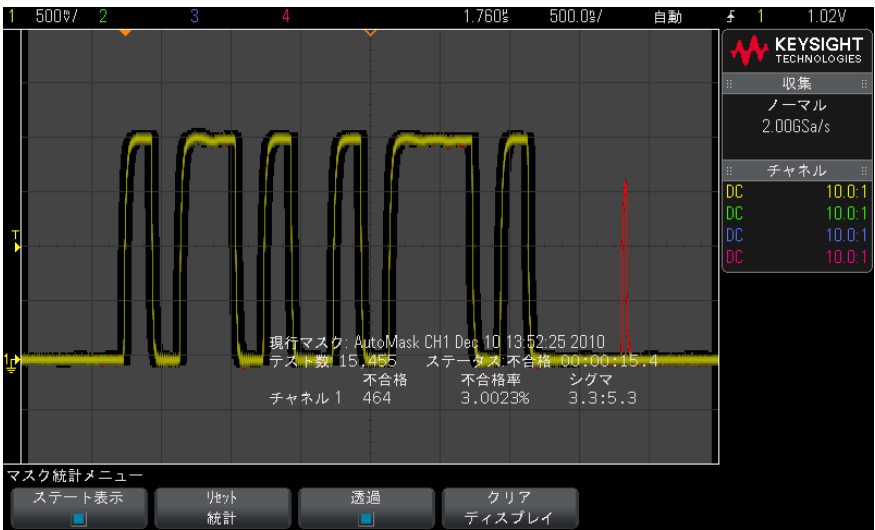 1 500㎷/ 2 3 4 1.760㎲ 500.0㎱/ 自動 1 1.02V
KEYSIGHT
TECHNOLOGIES
収集
ノーマル
2.00GSa/s
チャネル
DC 10.0:1
DC 10.0:1
DC 10.0:1
DC 10.0:1
T
1
現行マスク: AutoMask CH1 Dec 10 13:52:25 2010
テスト数 15,455 ステータス:不合格 00:00:15.4
不合格 不合格率 シグマ
チャネル 1 464 3.0023% 3.3:5.3
マスク統計メニュー
ステート表示
リセット
統計
透過
クリア
ディスプレイ